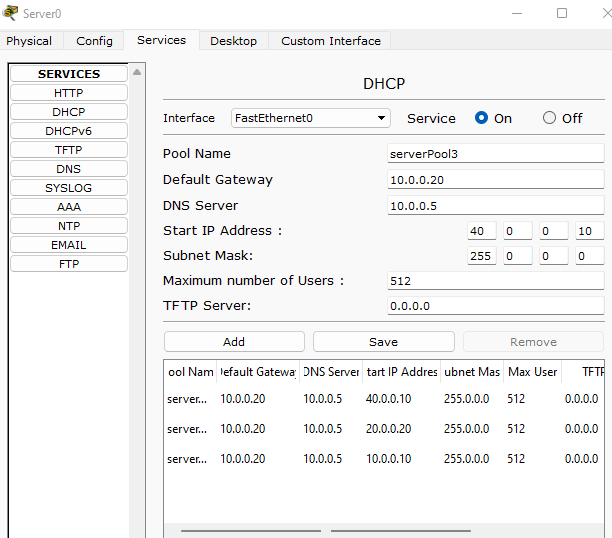 Server0
Physical Config Services Desktop Custom Interface
SERVICES
HTTP
DHCP
DHCPv6
TFTP
DNS
SYSLOG
AAA
NTP
EMAIL
FTP
DHCP
Interface FastEthernet0 Service On Off
Pool Name serverPool3
Default Gateway 10.0.0.20
DNS Server 10.0.0.5
Start IP Address : 40 0 0 10
Subnet Mask: 255 0 0 0
Maximum number of Users : 512
TFTP Server: 0.0.0.0
Add Save Remove
ool Nam efault Gateway DNS Server tart IP Addres ubnet Mas Max User TFTP
server... 10.0.0.20 10.0.0.5 40.0.0.10 255.0.0.0 512 0.0.0.0
server... 10.0.0.20 10.0.0.5 20.0.0.20 255.0.0.0 512 0.0.0.0
server... 10.0.0.20 10.0.0.5 10.0.0.10 255.0.0.0 512 0.0.0.0